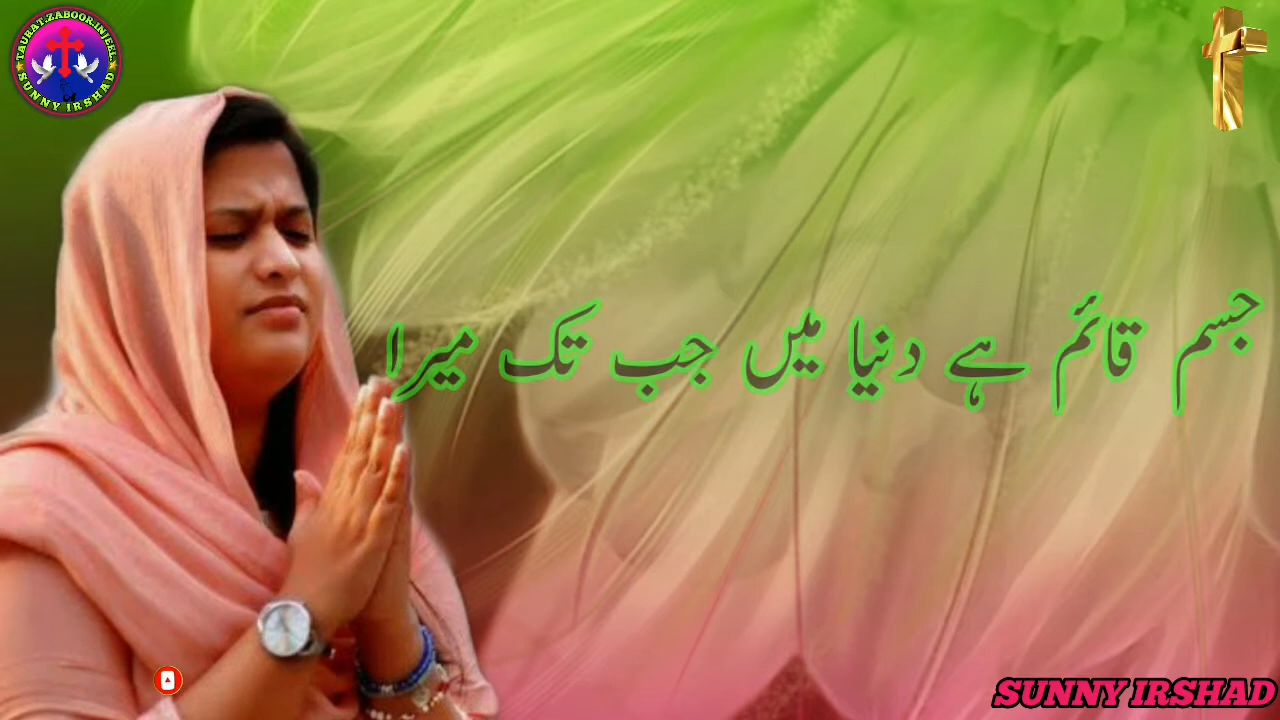 TAURAT.ZABOOR.INJEEL
SUNNY IRSHAD
جسم قائم ہے دنیا میں جب تک میرا
SUNNY IRSHAD